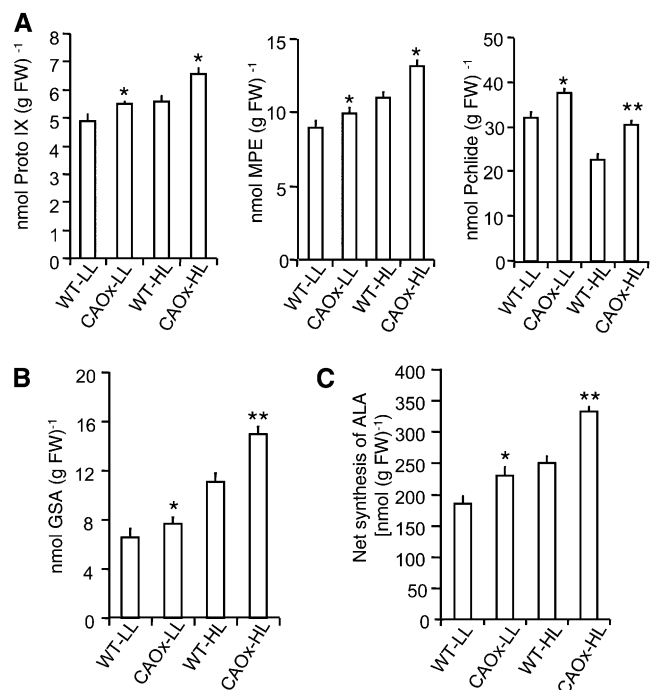 A
nmol Proto IX (g FW) -1
8
7
6
5
4
3
2
1
0
*
*
WT-LL
CAOx-LL
WT-HL
CAOx-HL
nmol MPE (g FW) -1
15
10
5
0
*
*
WT-LL
CAOx-LL
WT-HL
CAOx-HL
nmol Pchlide (g FW) -1
50
40
30
20
10
0
*
**
WT-LL
CAOx-LL
WT-HL
CAOx-HL
B
nmol GSA (g FW)-1
20
16
12
8
4
0
*
**
WT-LL
CAOx-LL
WT-HL
CAOx-HL
C
Net synthesis of ALA
[nmol (g FW)-1)
400
350
300
250
200
150
100
50
0
*
**
WT-LL
CAOx-LL
WT-HL
CAOx-HL